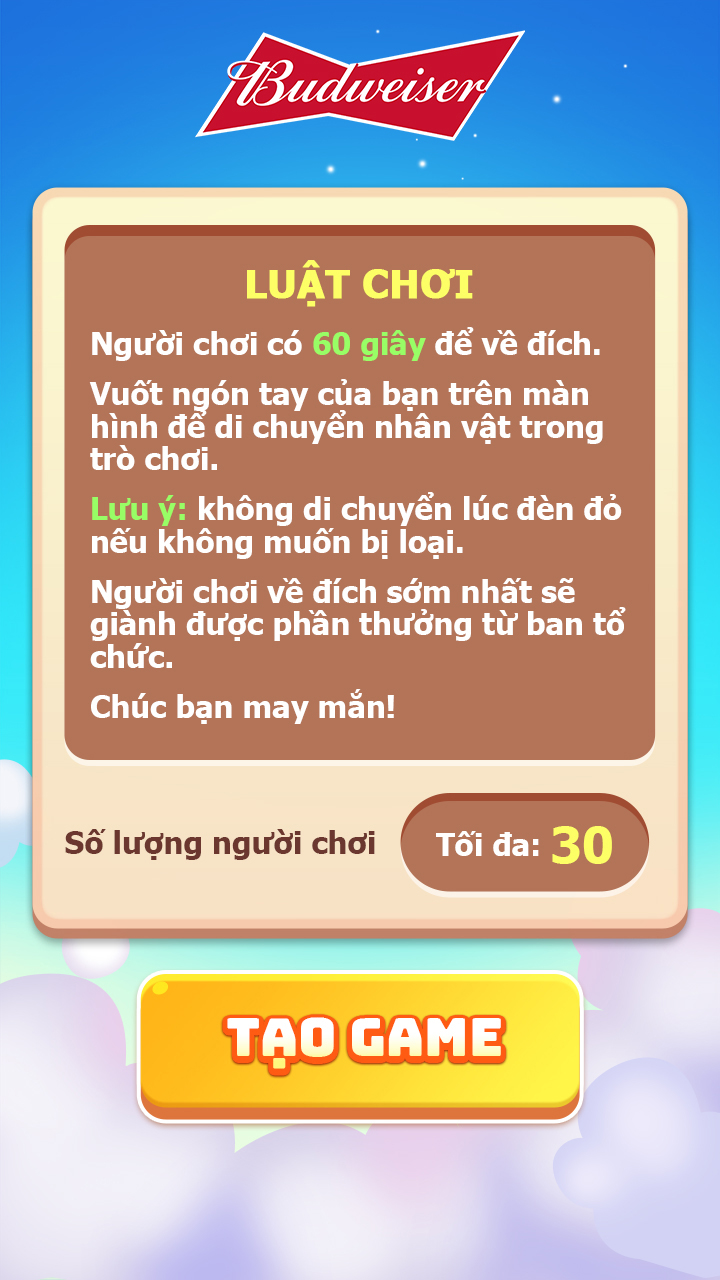 Budweiser
LUẬT CHƠI
Người chơi có 60 giây để về đích.
Vuốt ngón tay của bạn trên màn
hình để di chuyển nhân vật trong
trò chơi.
Lưu ý: không di chuyển lúc đèn đỏ
nếu không muốn bị loại.
Người chơi về đích sớm nhất sẽ
giành được phần thưởng từ ban tổ
chức.
Chúc bạn may mắn!
Số lượng người chơi
Tối đa: 30
TẠO GAME